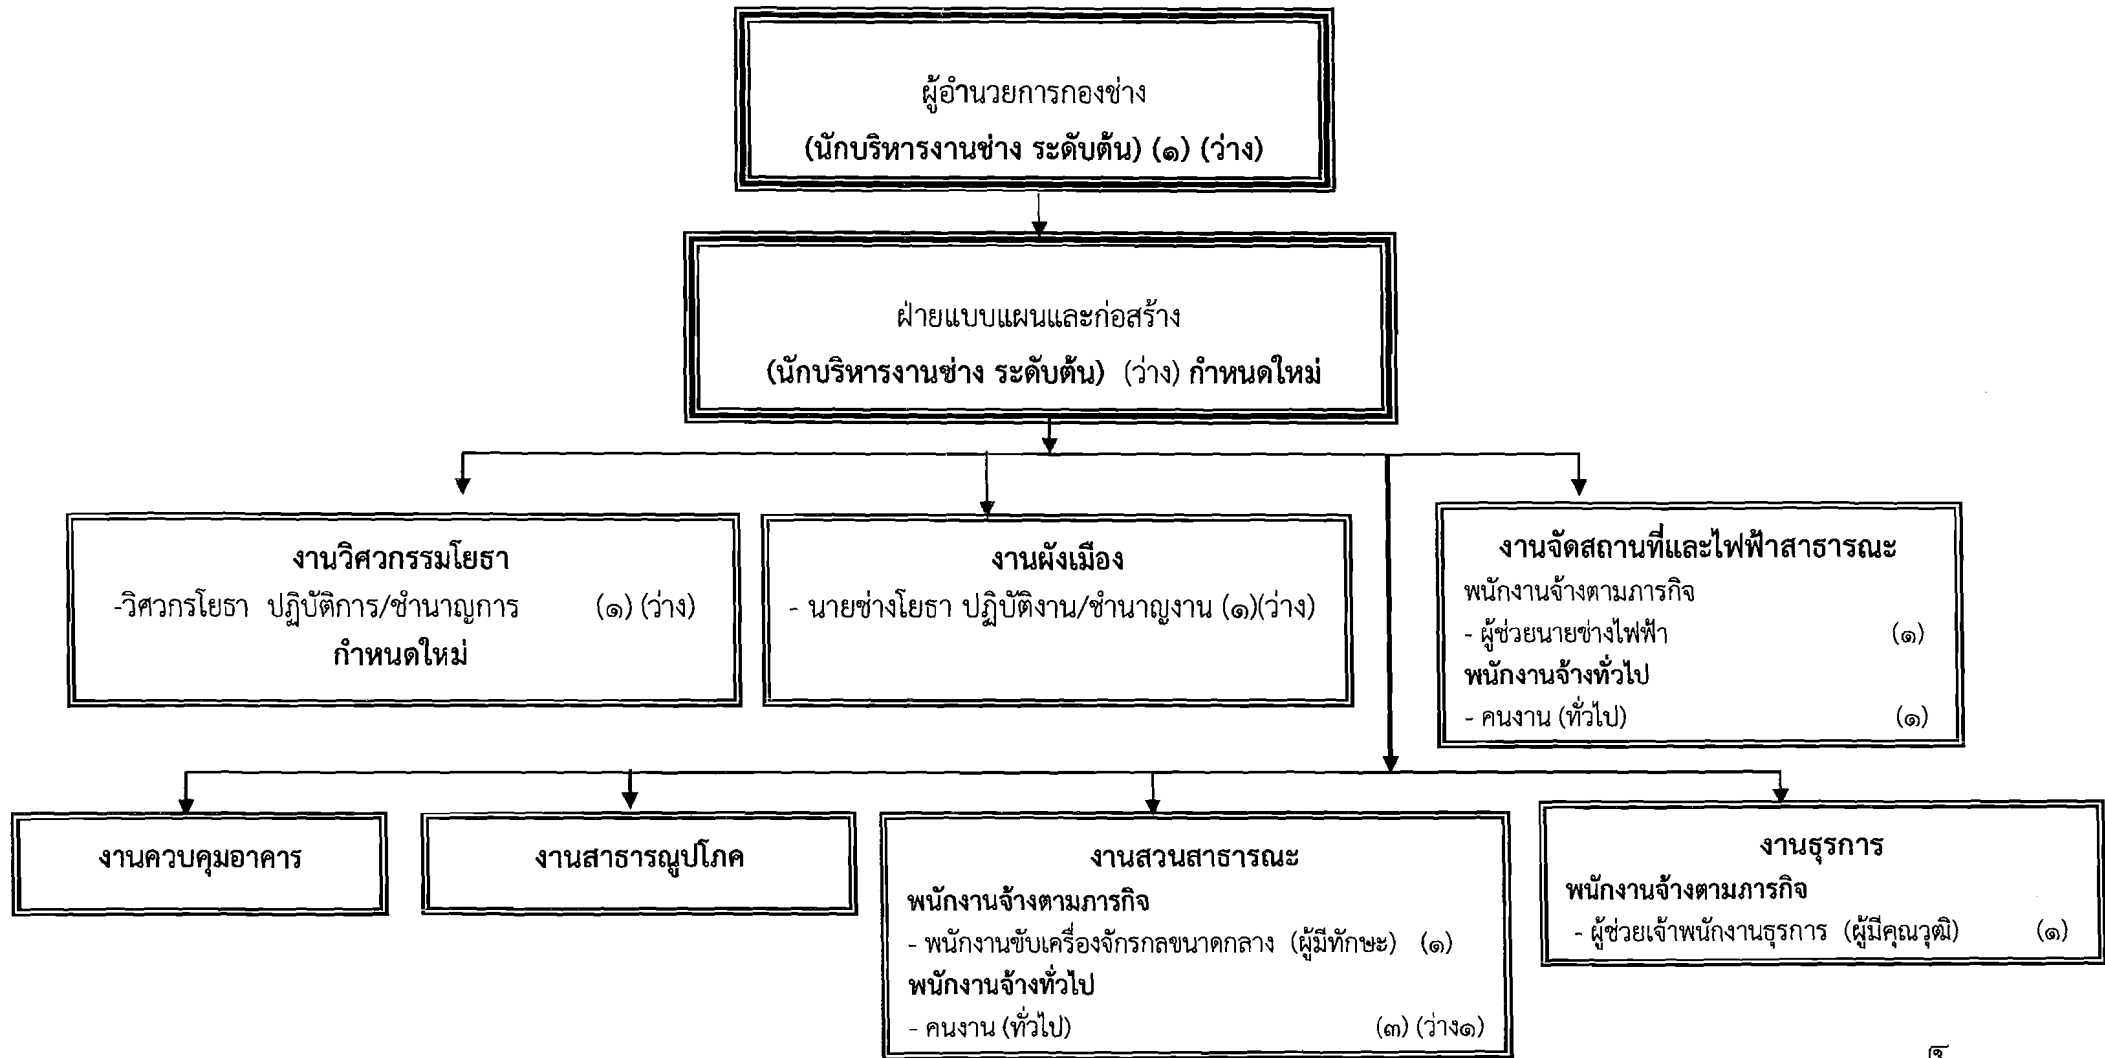 ผู้อำนวยการกองช่าง
(นักบริหารงานช่าง ระดับต้น) (๑) (ว่าง)
ฝ่ายแบบแผนและก่อสร้าง
(นักบริหารงานช่าง ระดับต้น) (ว่าง) กำหนดใหม่
งานวิศวกรรมโยธา
-วิศวกรโยธา ปฏิบัติการ/ชำนาญการ (๑) (ว่าง)
กำหนดใหม่
งานผังเมือง
- นายช่างโยธา ปฏิบัติงาน/ชำนาญงาน (๑)(ว่าง)
งานจัดสถานที่และไฟฟ้าสาธารณะ
พนักงานจ้างตามภารกิจ
- ผู้ช่วยนายช่างไฟฟ้า (๑)
พนักงานจ้างทั่วไป
- คนงาน (ทั่วไป) (๑)
งานควบคุมอาคาร
งานสาธารณูปโภค
งานสวนสาธารณะ
พนักงานจ้างตามภารกิจ
- พนักงานขับเครื่องจักรกลขนาดกลาง (ผู้มีทักษะ) (๑)
พนักงานจ้างทั่วไป
- คนงาน (ทั่วไป) (๓) (ว่าง๑)
งานธุรการ
พนักงานจ้างตามภารกิจ
- ผู้ช่วยเจ้าพนักงานธุรการ (ผู้มีคุณวุฒิ) (๑)